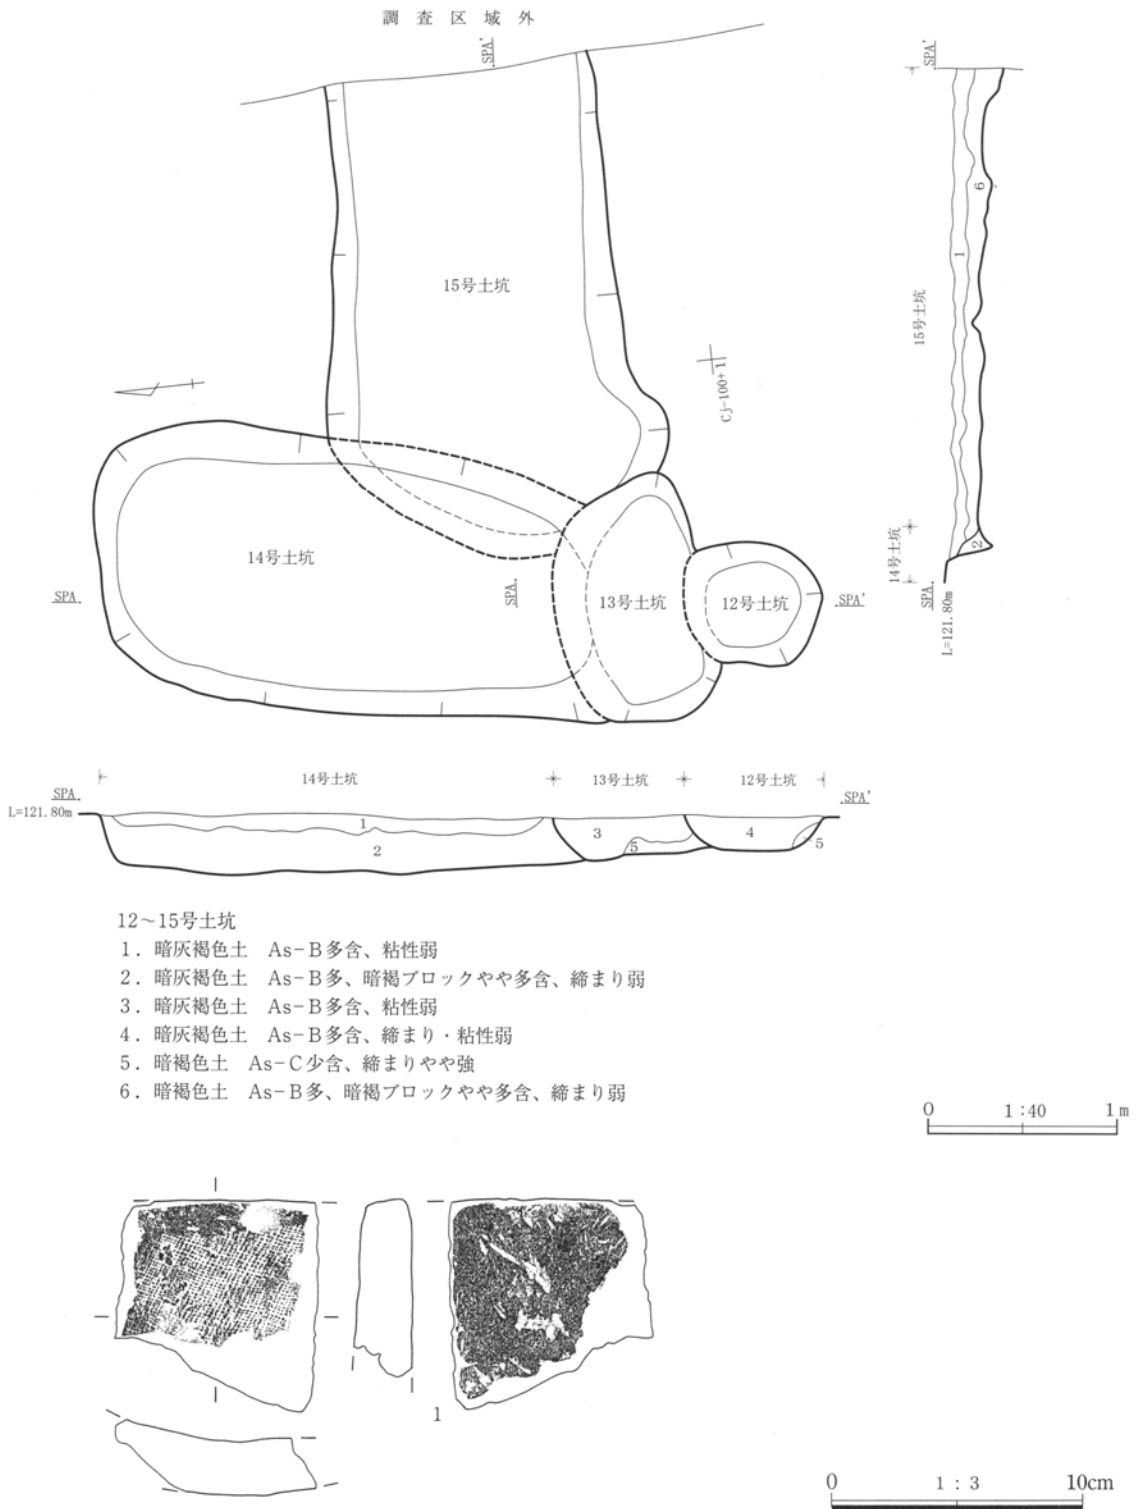 調査区域外
SPA'
SPA'
15号土坑
6
1
15号土坑
Cj-100+1
14号土坑
2
14号土坑
SPA.
SPA.
13号土坑
12号土坑
.SPA'
SPA.
L=121.80m
14号土坑
13号土坑
12号土坑
SPA.
L=121.80m
.SPA'
1
2
3
5
4
5
12~15号土坑
1. 暗灰褐色土 As-B多含、粘性弱
2. 暗灰褐色土 As-B多、暗褐ブロックやや多含、締まり弱
3. 暗灰褐色土 As-B多含、粘性弱
4. 暗灰褐色土 As-B多含、締まり・粘性弱
5. 暗褐色土 As-C少含、締まりやや強
6. 暗褐色土 As-B多、暗褐ブロックやや多含、締まり弱
0 1:40 1m
1
0 1:3 10cm